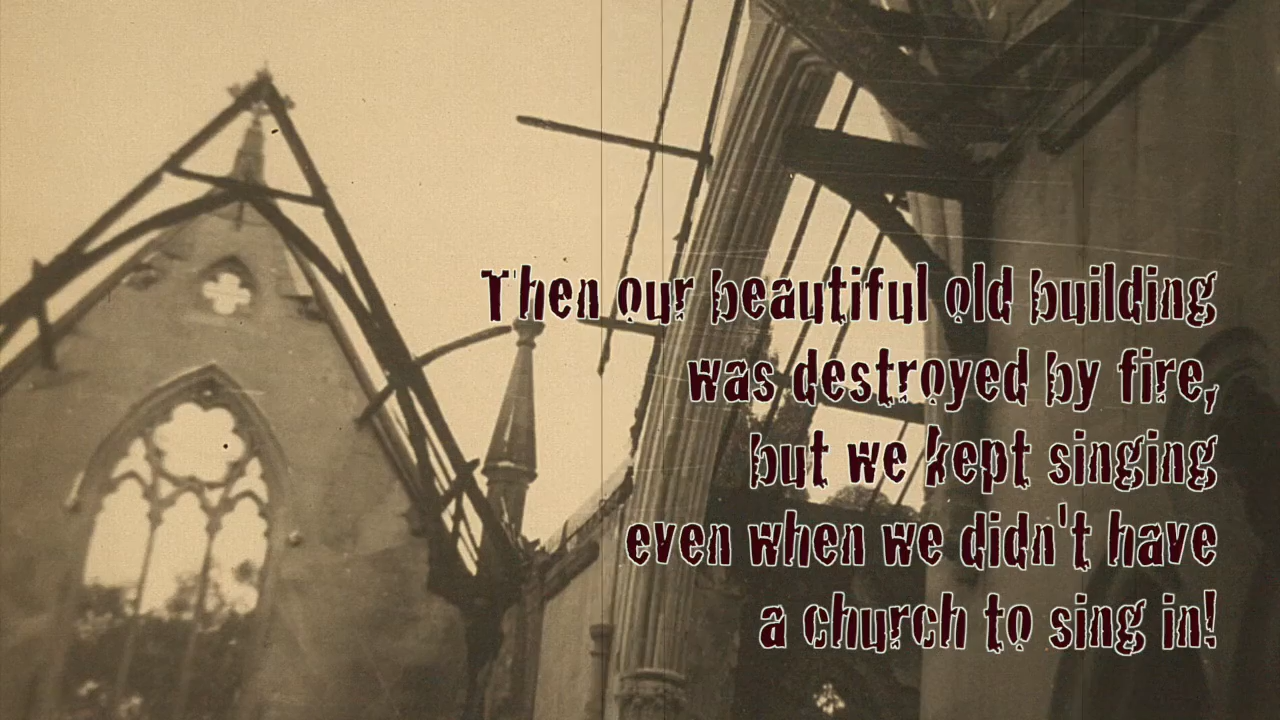 Then our beautiful old building
was destroyed by fire,
but we kept singing
even when we didn't have
a church to sing in!